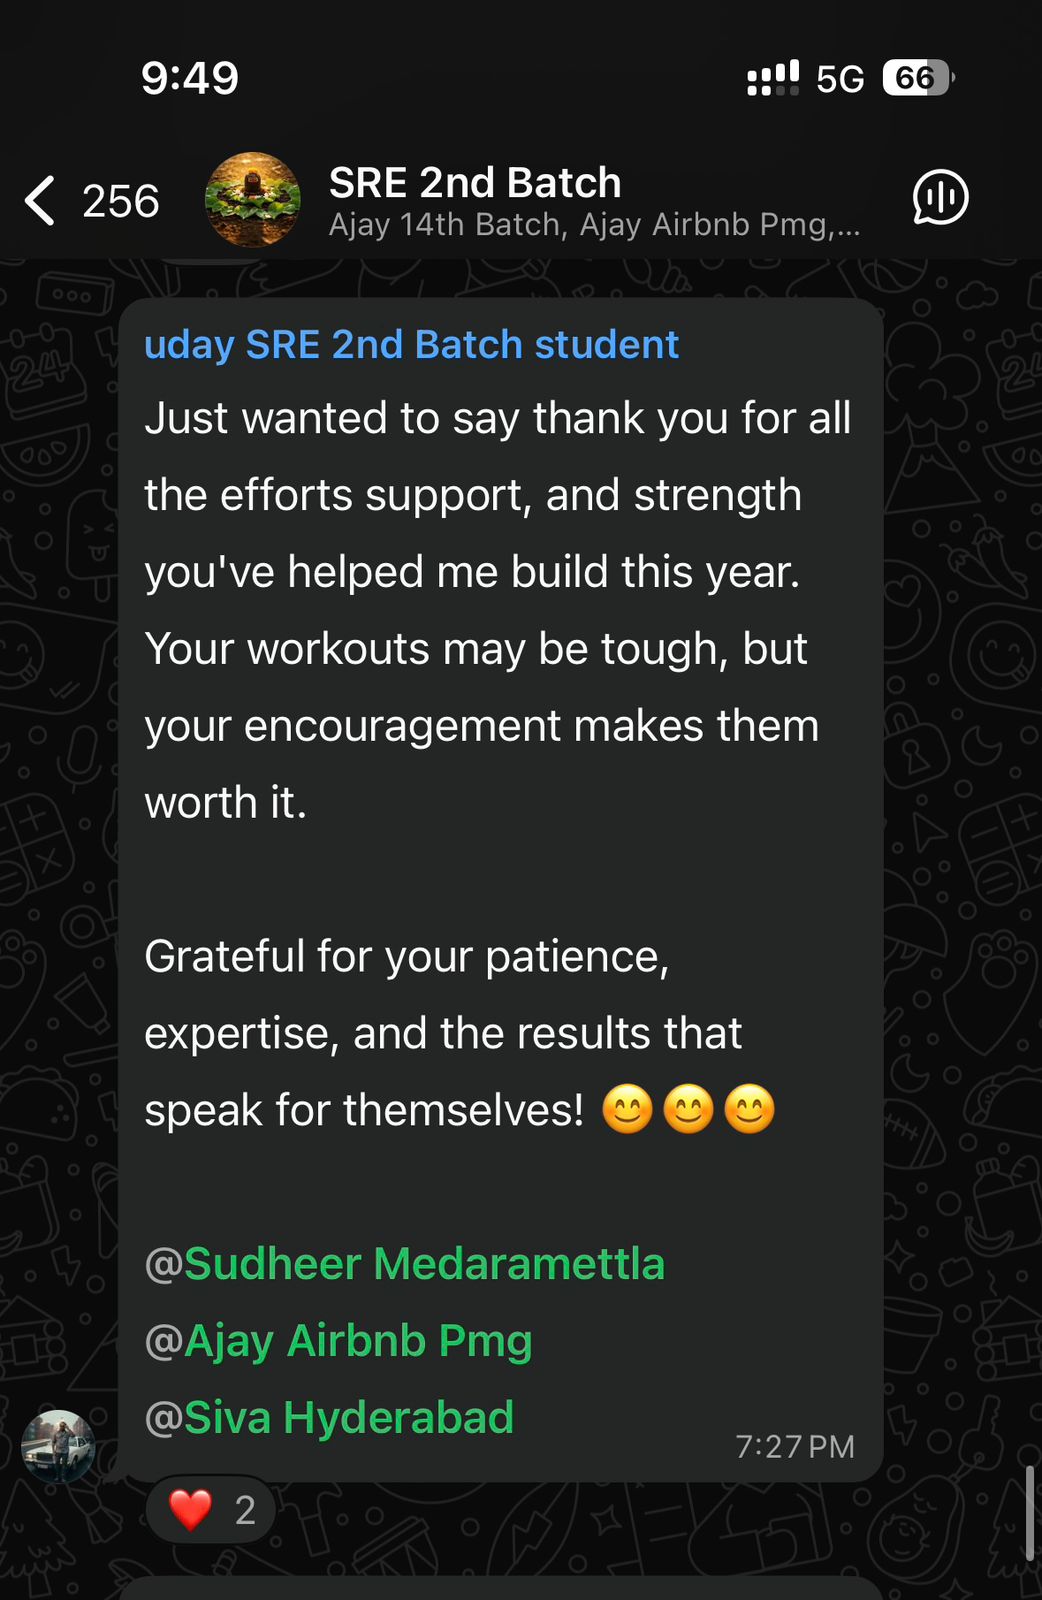 9:49
5G
66
256
SRE 2nd Batch
Ajay 14th Batch, Ajay Airbnb Pmg,...
uday SRE 2nd Batch student
Just wanted to say thank you for all
the efforts support, and strength
you've helped me build this year.
Your workouts may be tough, but
your encouragement makes them
worth it.
Grateful for your patience,
expertise, and the results that
speak for themselves! 😊😊😊
@Sudheer Medaramettla
@Ajay Airbnb Pmg
@Siva Hyderabad
7:27 PM
❤️ 2